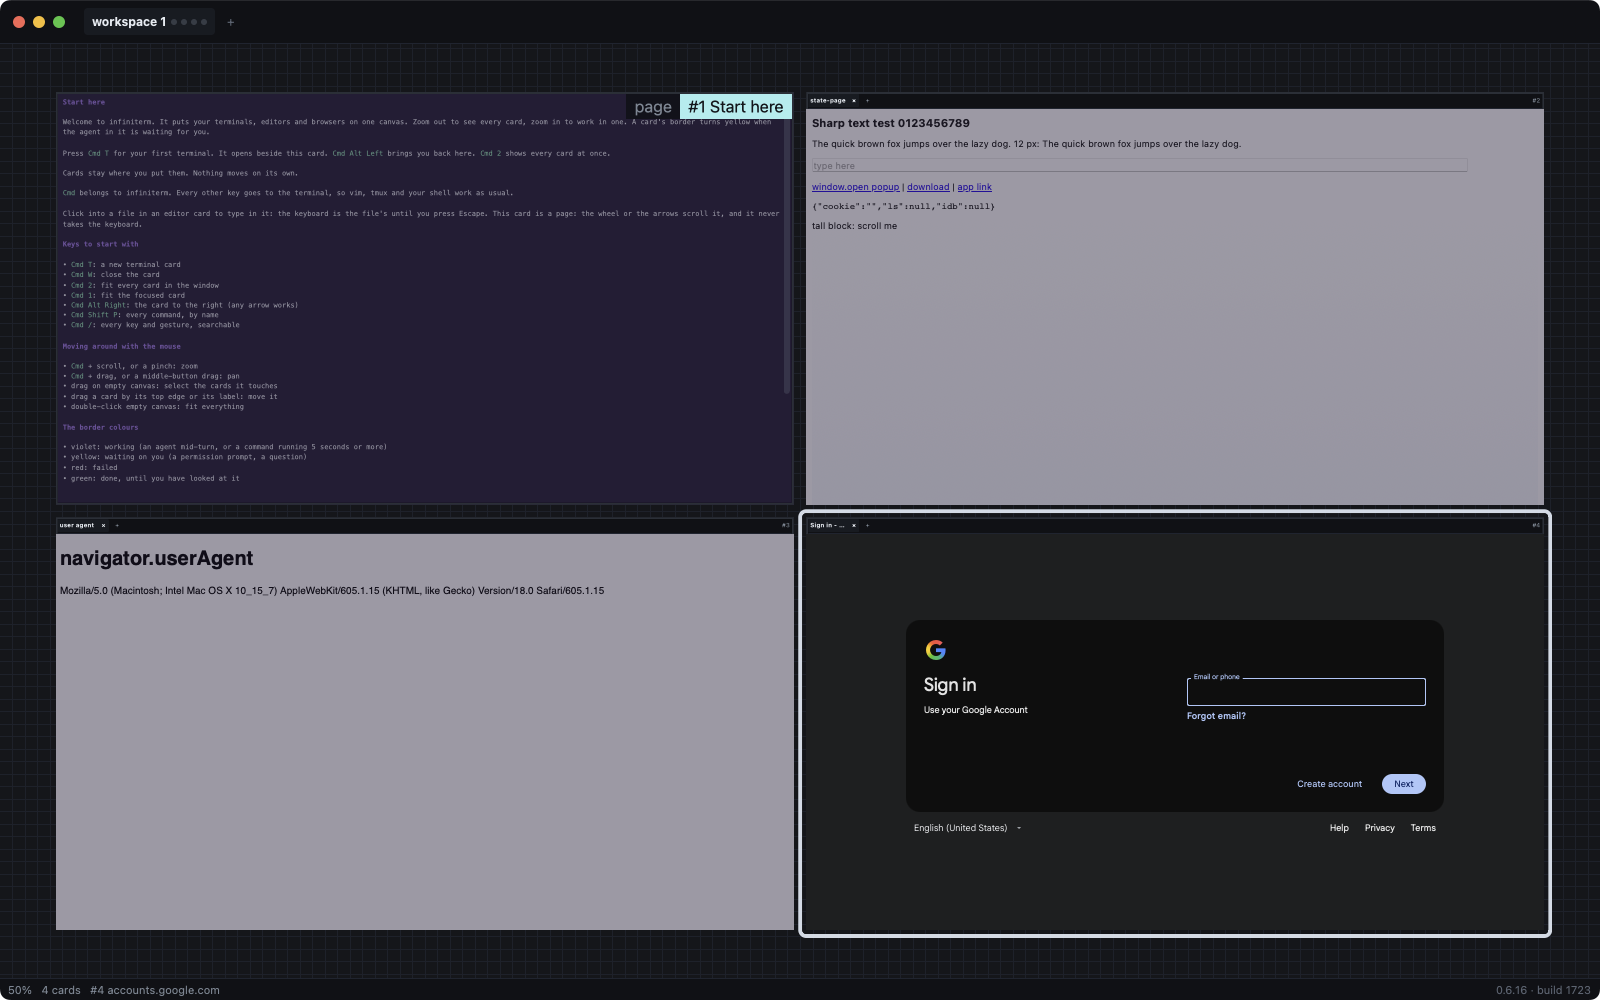 workspace 1
+
page #1 Start here
Start here
Welcome to infiniterm. It puts your terminals, editors and browsers on one canvas. Zoom out to see every card, zoom in to work in one. A card's border turns yellow when
the agent in it is waiting for you.
Press Cmd T for your first terminal. It opens beside this card. Cmd Alt Left brings you back here. Cmd 2 shows every card at once.
Cards stay where you put them. Nothing moves on its own.
Cmd belongs to infiniterm. Every other key goes to the terminal, so vim, tmux and your shell work as usual.
Click into a file in an editor card to type in it: the keyboard is the file's until you press Escape. This card is a page: the wheel or the arrows scroll it, and it never
takes the keyboard.
Keys to start with
• Cmd T: a new terminal card
• Cmd W: close the card
• Cmd 2: fit every card in the window
• Cmd 1: fit the focused card
• Cmd Alt Right: the card to the right (any arrow works)
• Cmd Shift P: every command, by name
• Cmd /: every key and gesture, searchable
Moving around with the mouse
• Cmd + scroll, or a pinch: zoom
• Cmd + drag, or a middle-button drag: pan
• drag on empty canvas: select the cards it touches
• drag a card by its top edge or its label: move it
• double-click empty canvas: fit everything
The border colours
• violet: working (an agent mid-turn, or a command running 5 seconds or more)
• yellow: waiting on you (a permission prompt, a question)
• red: failed
• green: done, until you have looked at it
state-page × + #2
Sharp text test 0123456789
The quick brown fox jumps over the lazy dog. 12 px: The quick brown fox jumps over the lazy dog.
type here
window.open popup | download | app link
{"cookie":"","ls":null,"idb":null}
tall block: scroll me
user agent × + #3
navigator.userAgent
Mozilla/5.0 (Macintosh; Intel Mac OS X 10_15_7) AppleWebKit/605.1.15 (KHTML, like Gecko) Version/18.0 Safari/605.1.15
Sign in - ... × + #4
Sign in
Use your Google Account
Email or phone
Forgot email?
Create account Next
English (United States)
Help Privacy Terms
50% 4 cards #4 accounts.google.com
0.6.16 · build 1723